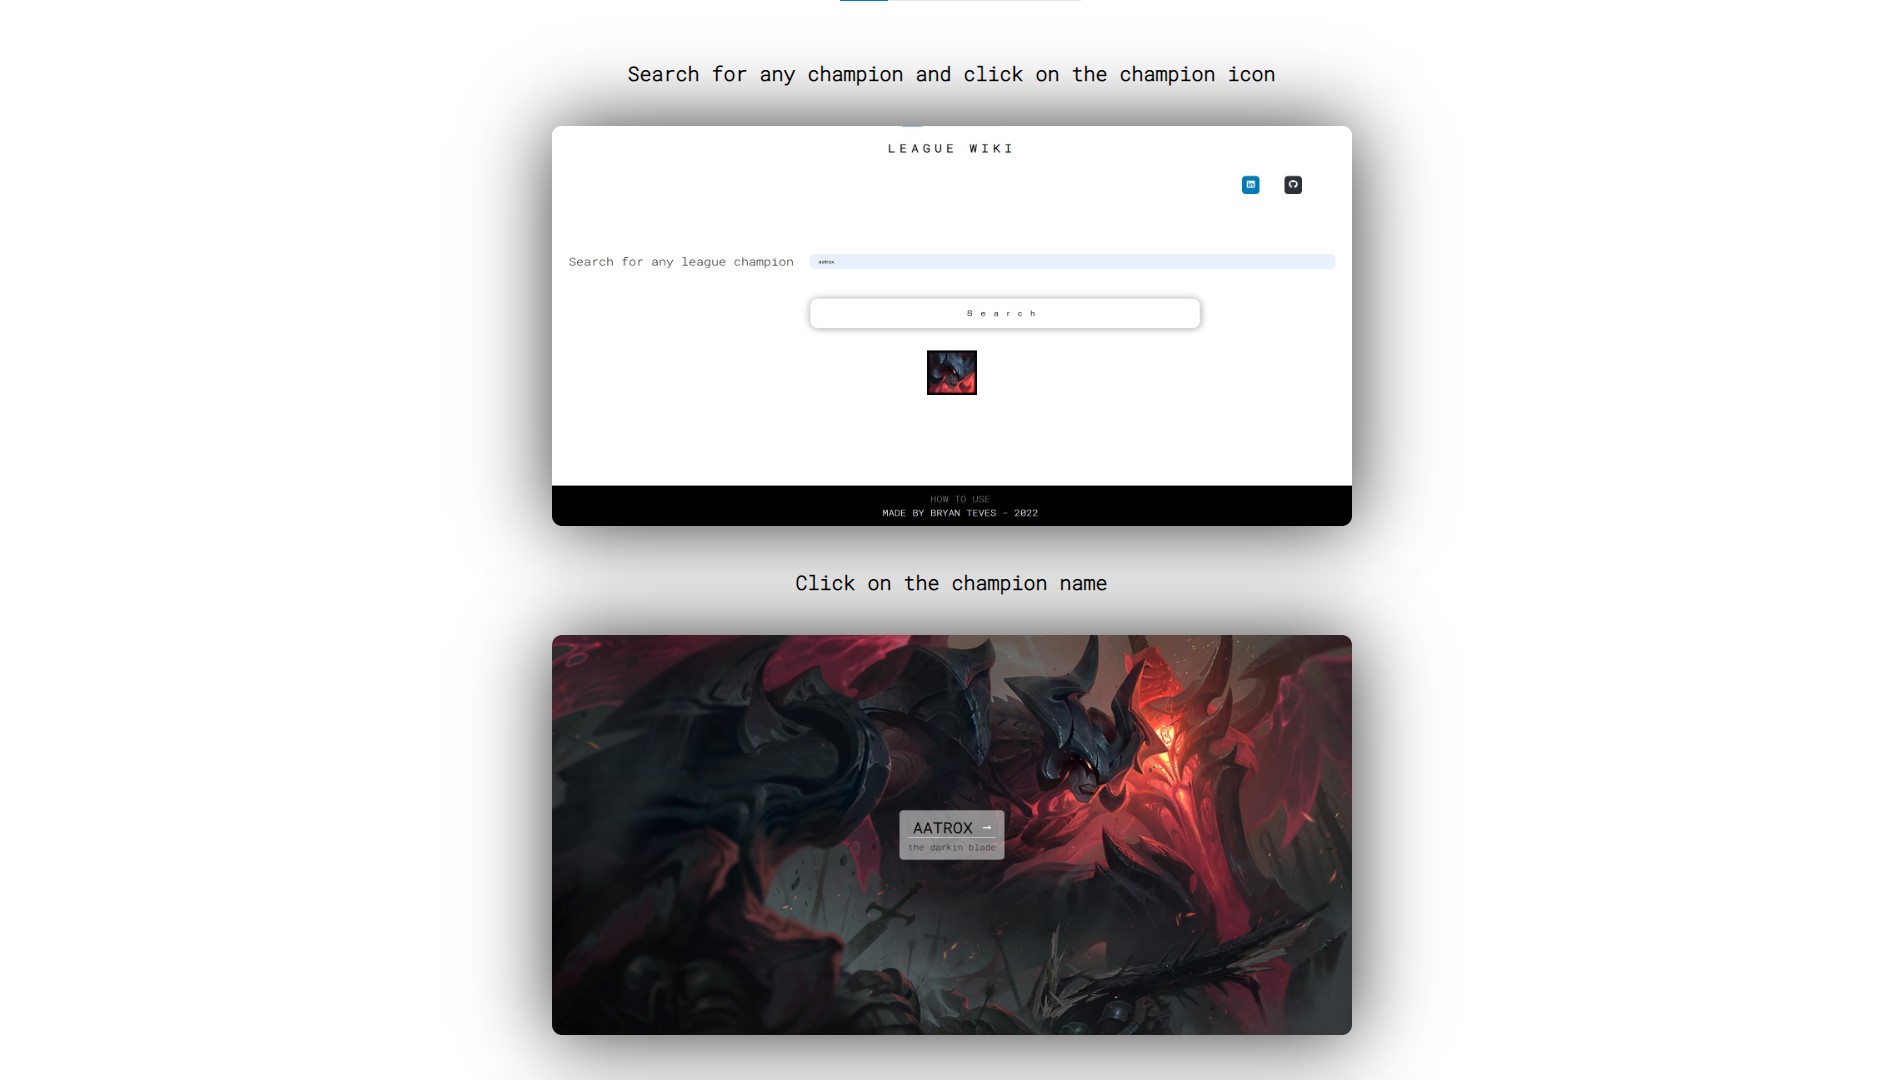 Search for any champion and click on the champion icon
LEAGUE WIKI
Search for any league champion
aatrox
Search
HOW TO USE
MADE BY BRYAN TEVES - 2022
Click on the champion name
AATROX →
the darkin blade